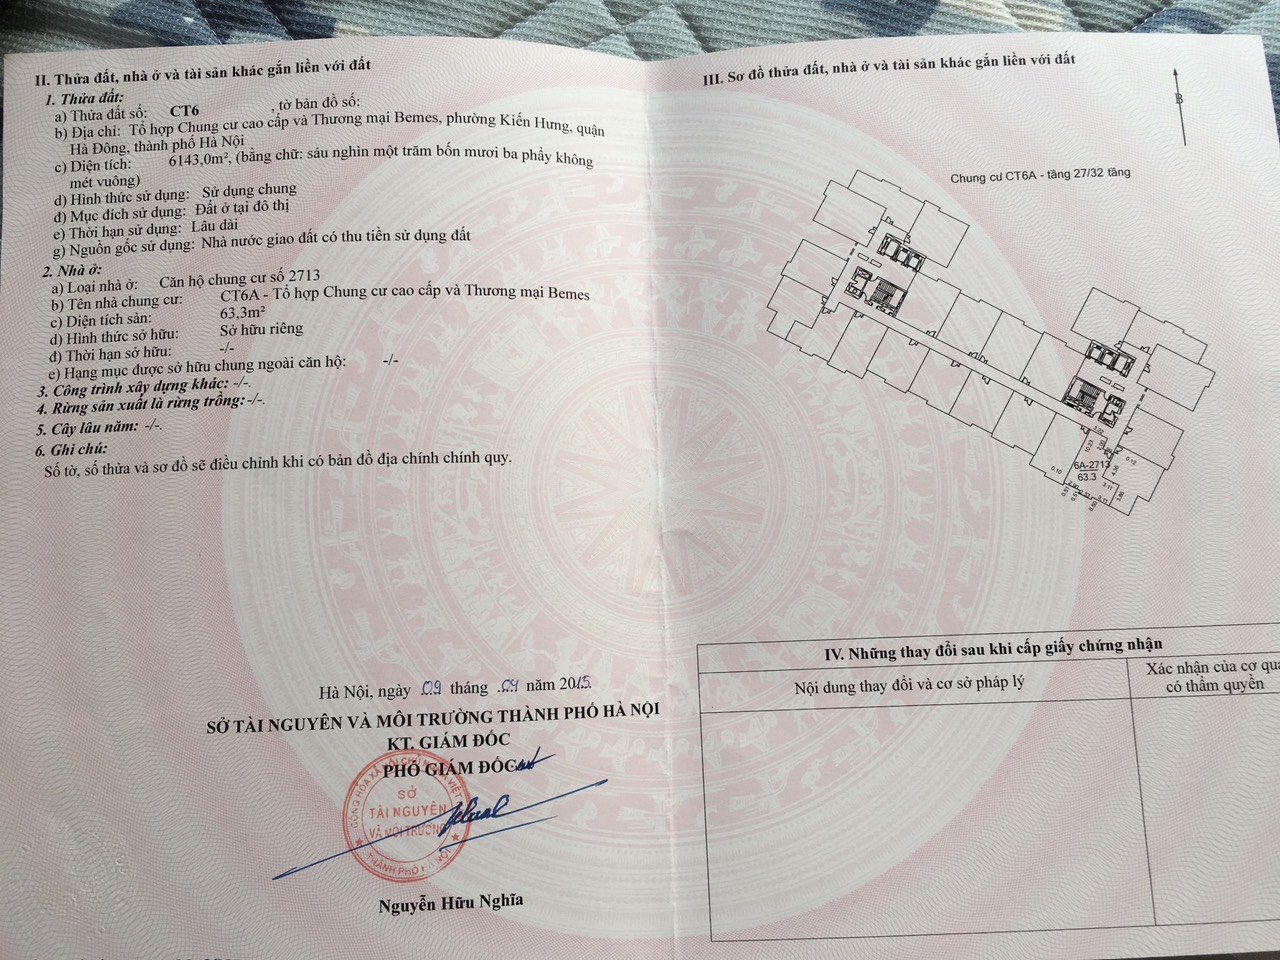 II. Thửa đất, nhà ở và tài sản khác gắn liền với đất
1. Thửa đất:
a) Thửa đất số: CT6 , tờ bản đồ số:
b) Địa chỉ: Tổ hợp Chung cư cao cấp và Thương mại Bemes, phường Kiến Hưng, quận
Hà Đông, thành phố Hà Nội
c) Diện tích: 6143,0m², (bằng chữ: sáu nghìn một trăm bốn mươi ba phẩy không
mét vuông)
d) Hình thức sử dụng: Sử dụng chung
đ) Mục đích sử dụng: Đất ở tại đô thị
e) Thời hạn sử dụng: Lâu dài
g) Nguồn gốc sử dụng: Nhà nước giao đất có thu tiền sử dụng đất
2. Nhà ở:
a) Loại nhà ở: Căn hộ chung cư số 2713
b) Tên nhà chung cư: CT6A - Tổ hợp Chung cư cao cấp và Thương mại Bemes
c) Diện tích sàn: 63,3m²
d) Hình thức sở hữu: Sở hữu riêng
đ) Thời hạn sở hữu: -/-
e) Hạng mục được sở hữu chung ngoài căn hộ: -/-
3. Công trình xây dựng khác: -/-.
4. Rừng sản xuất là rừng trồng: -/-.
5. Cây lâu năm: -/-.
6. Ghi chú:
Số tờ, số thửa và sơ đồ sẽ điều chỉnh khi có bản đồ địa chính chính quy.
Hà Nội, ngày 09 tháng 04 năm 2015
SỞ TÀI NGUYÊN VÀ MÔI TRƯỜNG THÀNH PHỐ HÀ NỘI
KT. GIÁM ĐỐC
PHÓ GIÁM ĐỐC
SỞ
TÀI NGUYÊN
VÀ MÔI TRƯỜNG
THÀNH PHỐ HÀ NỘI
Nguyễn Hữu Nghĩa
III. Sơ đồ thửa đất, nhà ở và tài sản khác gắn liền với đất
B
Chung cư CT6A - tầng 27/32 tầng
6A-2713
63.3
IV. Những thay đổi sau khi cấp giấy chứng nhận
Nội dung thay đổi và cơ sở pháp lý
Xác nhận của cơ qua
có thẩm quyền